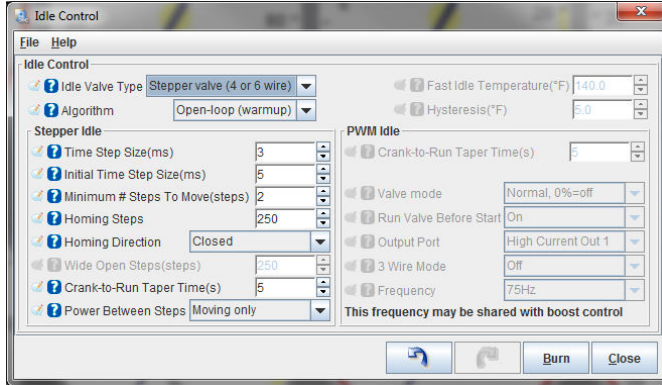 Idle Control
File Help
Idle Control
Idle Valve Type Stepper valve (4 or 6 wire)
Fast Idle Temperature(°F) 140.0
Algorithm Open-loop (warmup)
Hysteresis(°F) 5.0
Stepper Idle
Time Step Size(ms) 3
Initial Time Step Size(ms) 5
Minimum # Steps To Move(steps) 2
Homing Steps 250
Homing Direction Closed
Wide Open Steps(steps) 250
Crank-to-Run Taper Time(s) 5
Power Between Steps Moving only
PWM Idle
Crank-to-Run Taper Time(s) 5
Valve mode Normal, 0%=off
Run Valve Before Start On
Output Port High Current Out 1
3 Wire Mode Off
Frequency 75Hz
This frequency may be shared with boost control
Burn Close